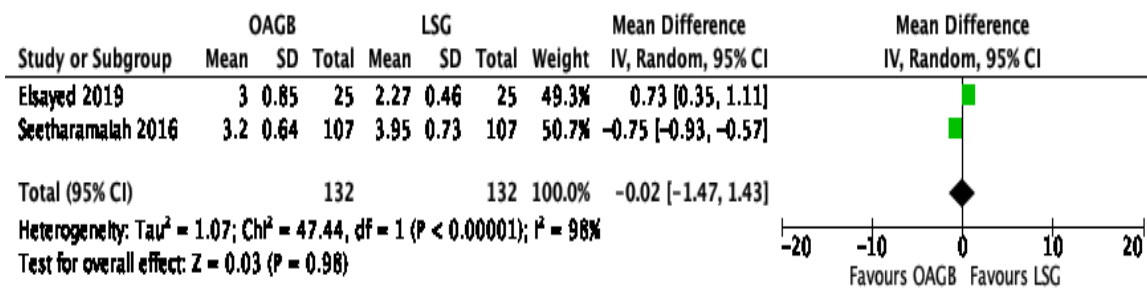 OAGB LSG Mean Difference Mean Difference
Study or Subgroup Mean SD Total Mean SD Total Weight IV, Random, 95% CI IV, Random, 95% CI
Elsayed 2019 3 0.85 25 2.27 0.46 25 49.3% 0.73 [0.35, 1.11]
Seetharamaiah 2016 3.2 0.64 107 3.95 0.73 107 50.7% −0.75 [−0.93, −0.57]
Total (95% CI) 132 132 100.0% −0.02 [−1.47, 1.43]
Heterogeneity: Tau² = 1.07; Chi² = 47.44, df = 1 (P < 0.00001); I² = 98%
Test for overall effect: Z = 0.03 (P = 0.98)
−20 −10 0 10 20
Favours OAGB Favours LSG